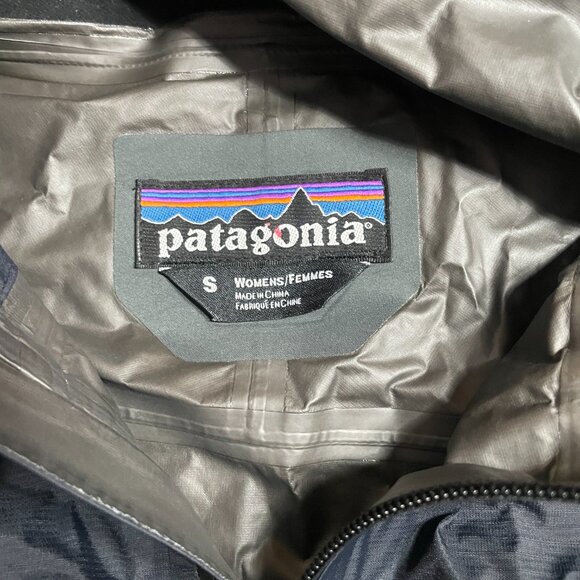 patagonia®
S WOMENS/FEMMES
MADE IN CHINA
FABRIQUÉ EN CHINE